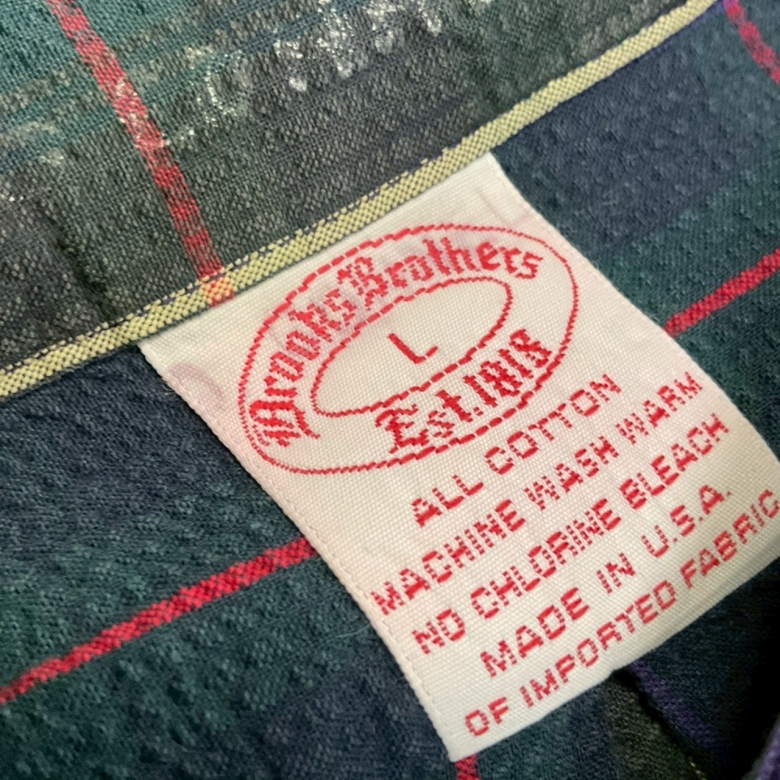 Brooks Brothers
L
Est.1818
ALL COTTON
MACHINE WASH WARM
NO CHLORINE BLEACH
MADE IN U.S.A.
OF IMPORTED FABRIC